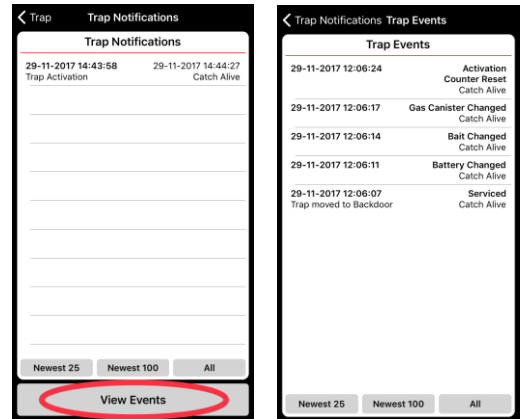 Trap Trap Notifications
Trap Notifications
29-11-2017 14:43:58 29-11-2017 14:44:27
Trap Activation Catch Alive
Newest 25 Newest 100 All
View Events
Trap Notifications Trap Events
Trap Events
29-11-2017 12:06:24 Activation
Counter Reset
Catch Alive
29-11-2017 12:06:17 Gas Canister Changed
Catch Alive
29-11-2017 12:06:14 Bait Changed
Catch Alive
29-11-2017 12:06:11 Battery Changed
Catch Alive
29-11-2017 12:06:07 Serviced
Trap moved to Backdoor Catch Alive
Newest 25 Newest 100 All